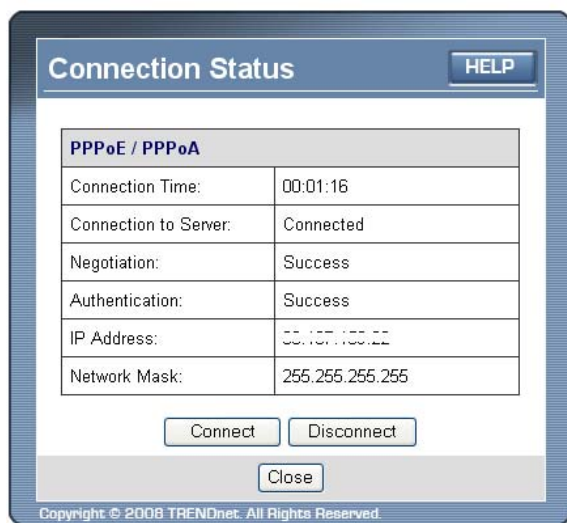 Connection Status
HELP
PPPoE / PPPoA
Connection Time: 00:01:16
Connection to Server: Connected
Negotiation: Success
Authentication: Success
IP Address:
Network Mask: 255.255.255.255
Connect Disconnect
Close
Copyright © 2008 TRENDnet. All Rights Reserved.